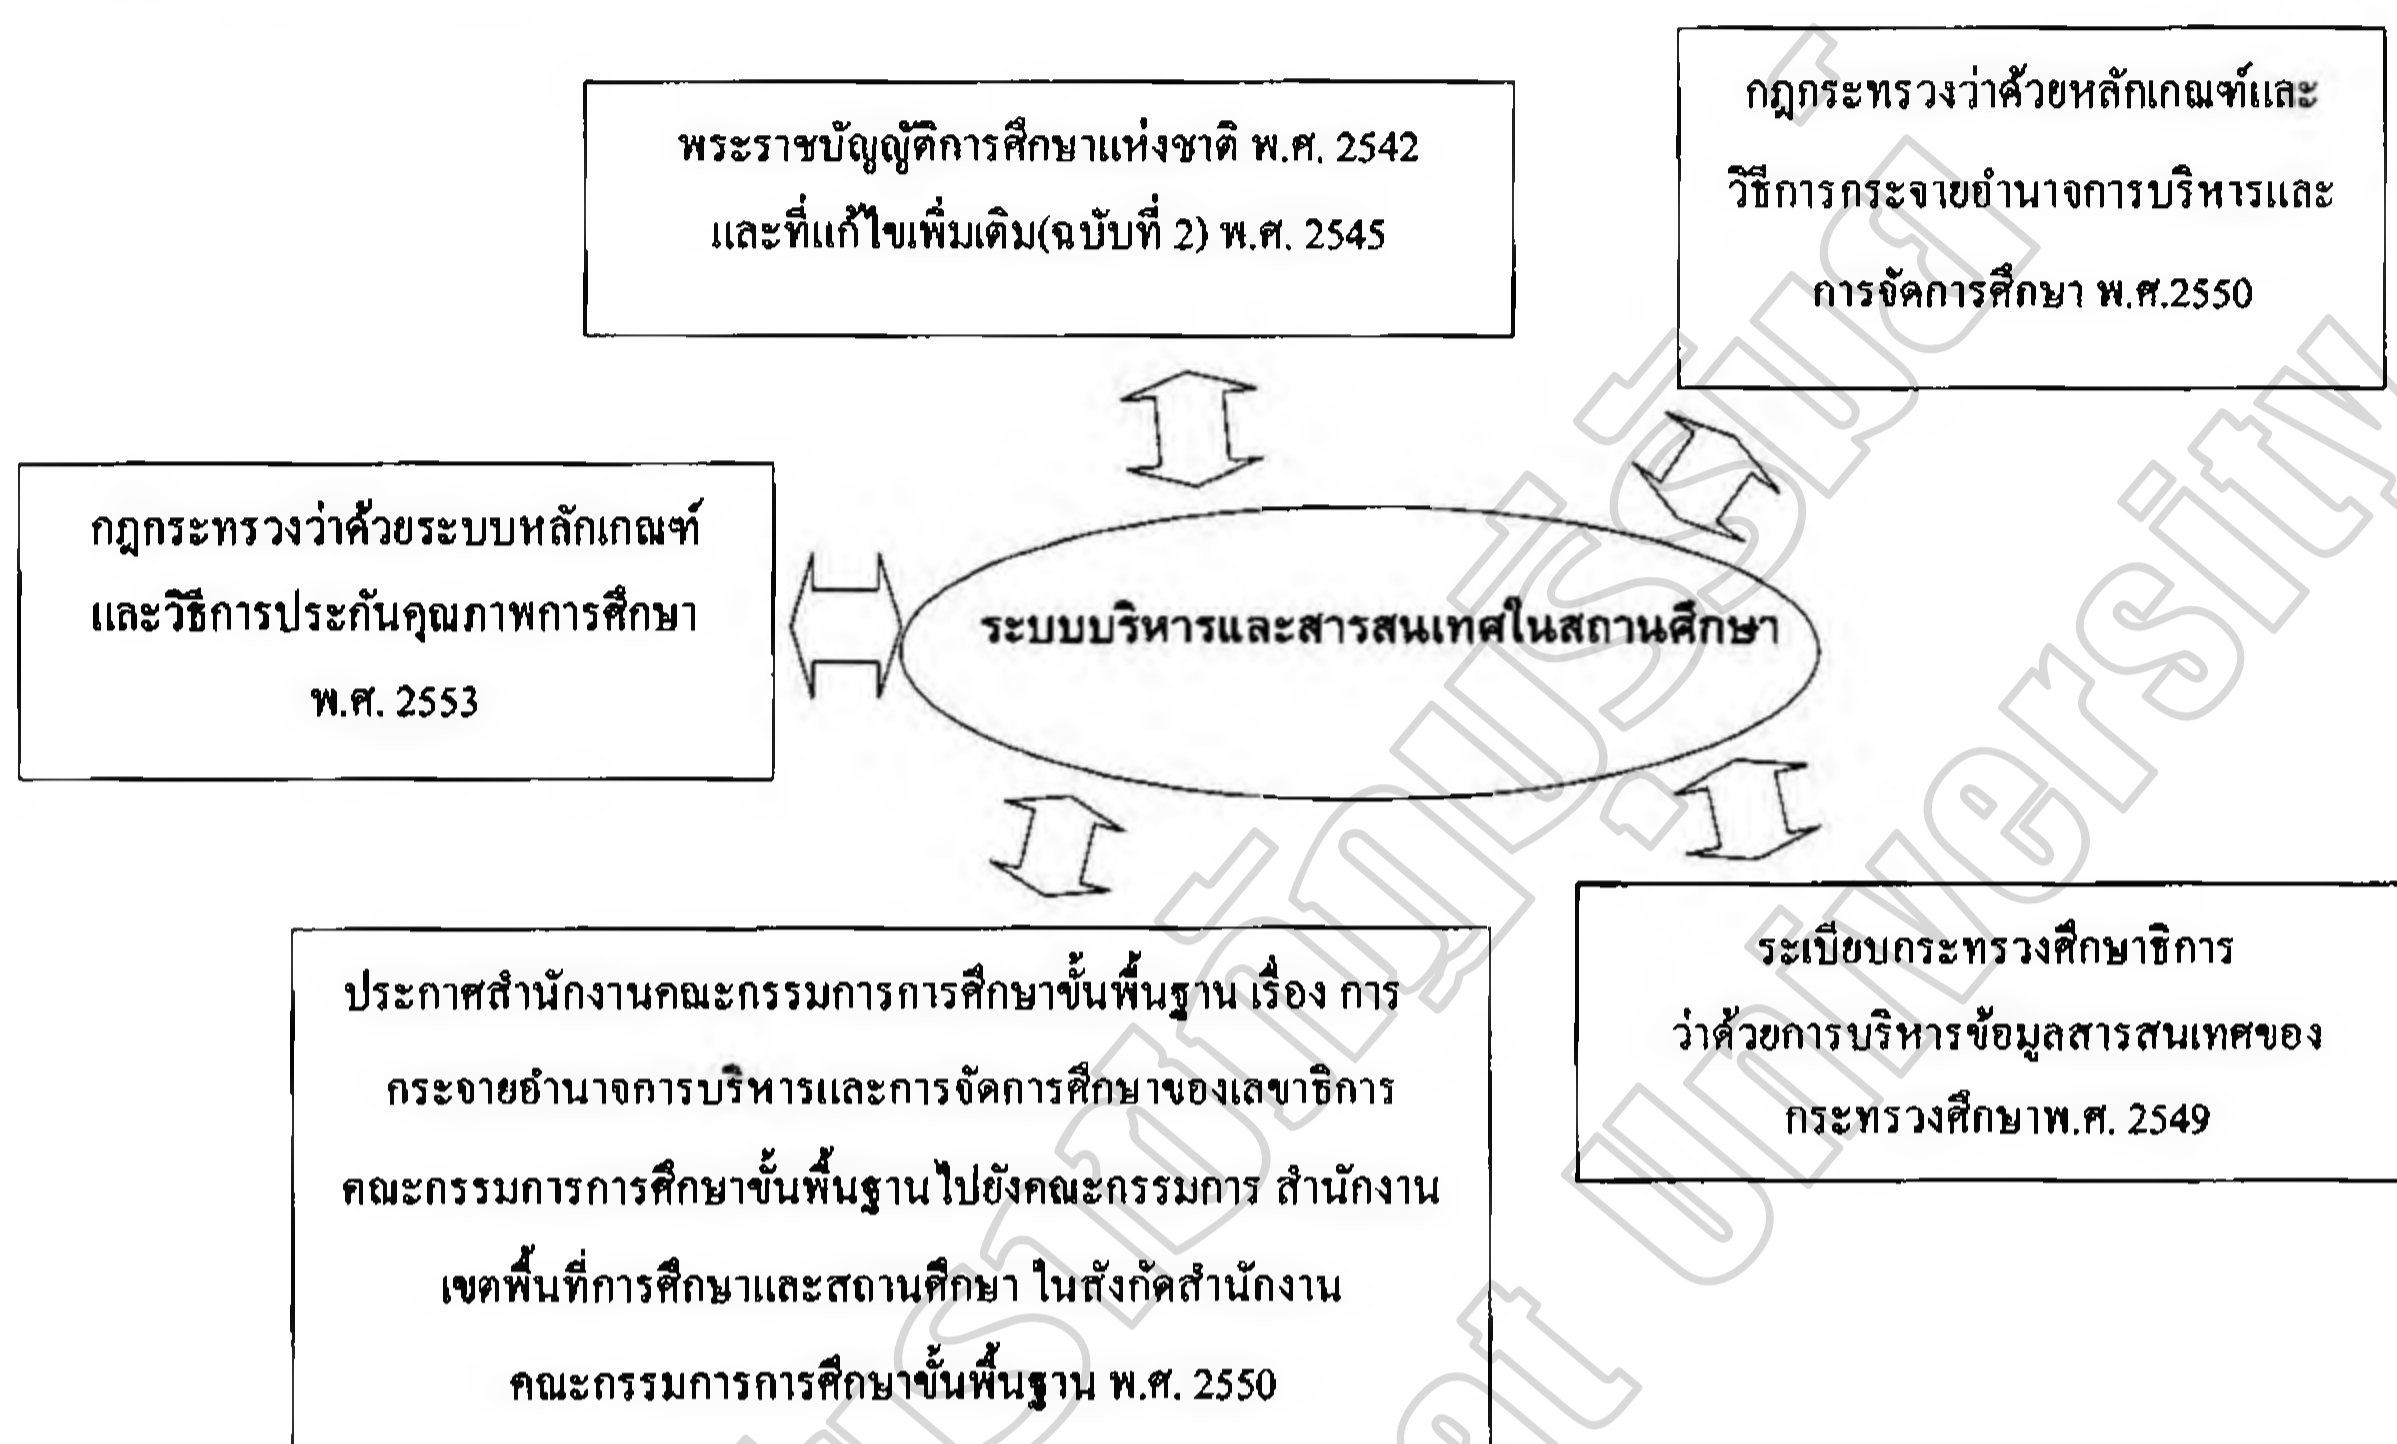 พระราชบัญญัติการศึกษาแห่งชาติ พ.ศ. 2542
และที่แก้ไขเพิ่มเติม(ฉบับที่ 2) พ.ศ. 2545
กฎกระทรวงว่าด้วยหลักเกณฑ์และ
วิธีการกระจายอำนาจการบริหารและ
การจัดการศึกษา พ.ศ.2550
กฎกระทรวงว่าด้วยระบบหลักเกณฑ์
และวิธีการประกันคุณภาพการศึกษา
พ.ศ. 2553
ระบบบริหารและสารสนเทศในสถานศึกษา
ประกาศสำนักงานคณะกรรมการการศึกษาขั้นพื้นฐาน เรื่อง การ
กระจายอำนาจการบริหารและการจัดการศึกษาของเลขาธิการ
คณะกรรมการการศึกษาขั้นพื้นฐานไปยังคณะกรรมการ สำนักงาน
เขตพื้นที่การศึกษาและสถานศึกษา ในสังกัดสำนักงาน
คณะกรรมการการศึกษาขั้นพื้นฐาน พ.ศ. 2550
ระเบียบกระทรวงศึกษาธิการ
ว่าด้วยการบริหารข้อมูลสารสนเทศของ
กระทรวงศึกษาพ.ศ. 2549
University